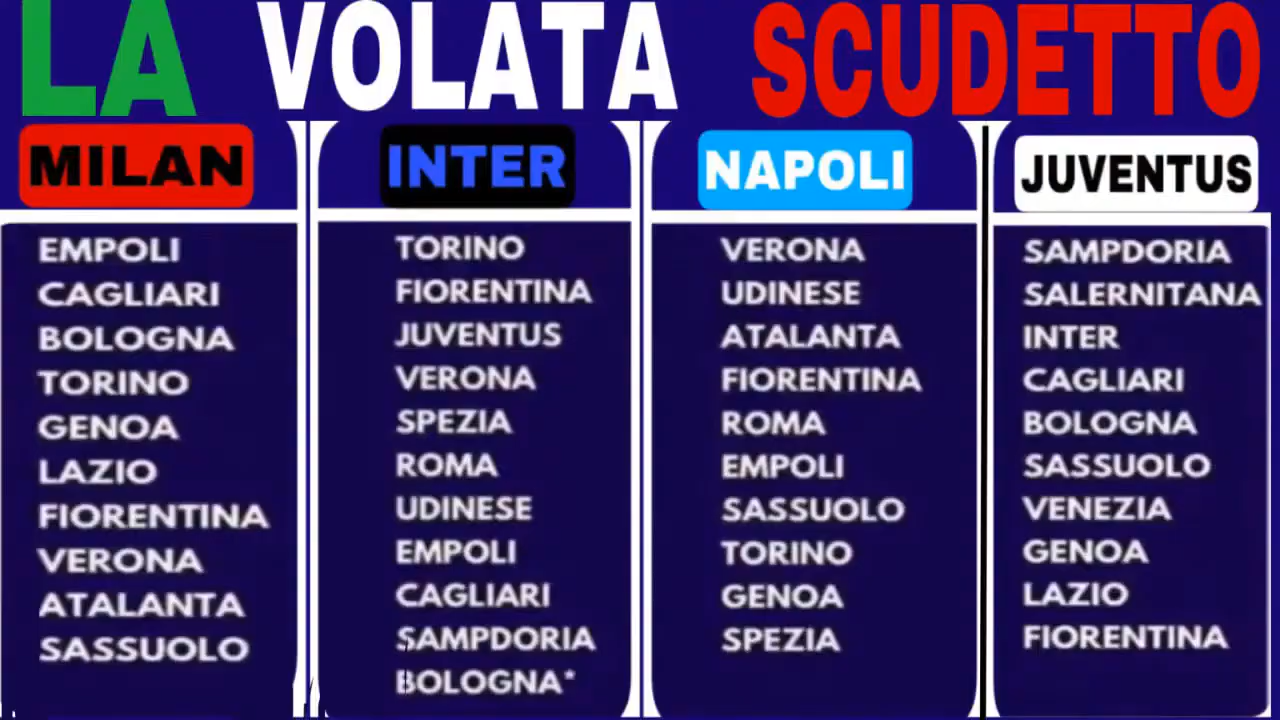 LA VOLATA SCUDETTO
MILAN
EMPOLI
CAGLIARI
BOLOGNA
TORINO
GENOA
LAZIO
FIORENTINA
VERONA
ATALANTA
SASSUOLO
INTER
TORINO
FIORENTINA
JUVENTUS
VERONA
SPEZIA
ROMA
UDINESE
EMPOLI
CAGLIARI
SAMPDORIA
BOLOGNA*
NAPOLI
VERONA
UDINESE
ATALANTA
FIORENTINA
ROMA
EMPOLI
SASSUOLO
TORINO
GENOA
SPEZIA
JUVENTUS
SAMPDORIA
SALERNITANA
INTER
CAGLIARI
BOLOGNA
SASSUOLO
VENEZIA
GENOA
LAZIO
FIORENTINA